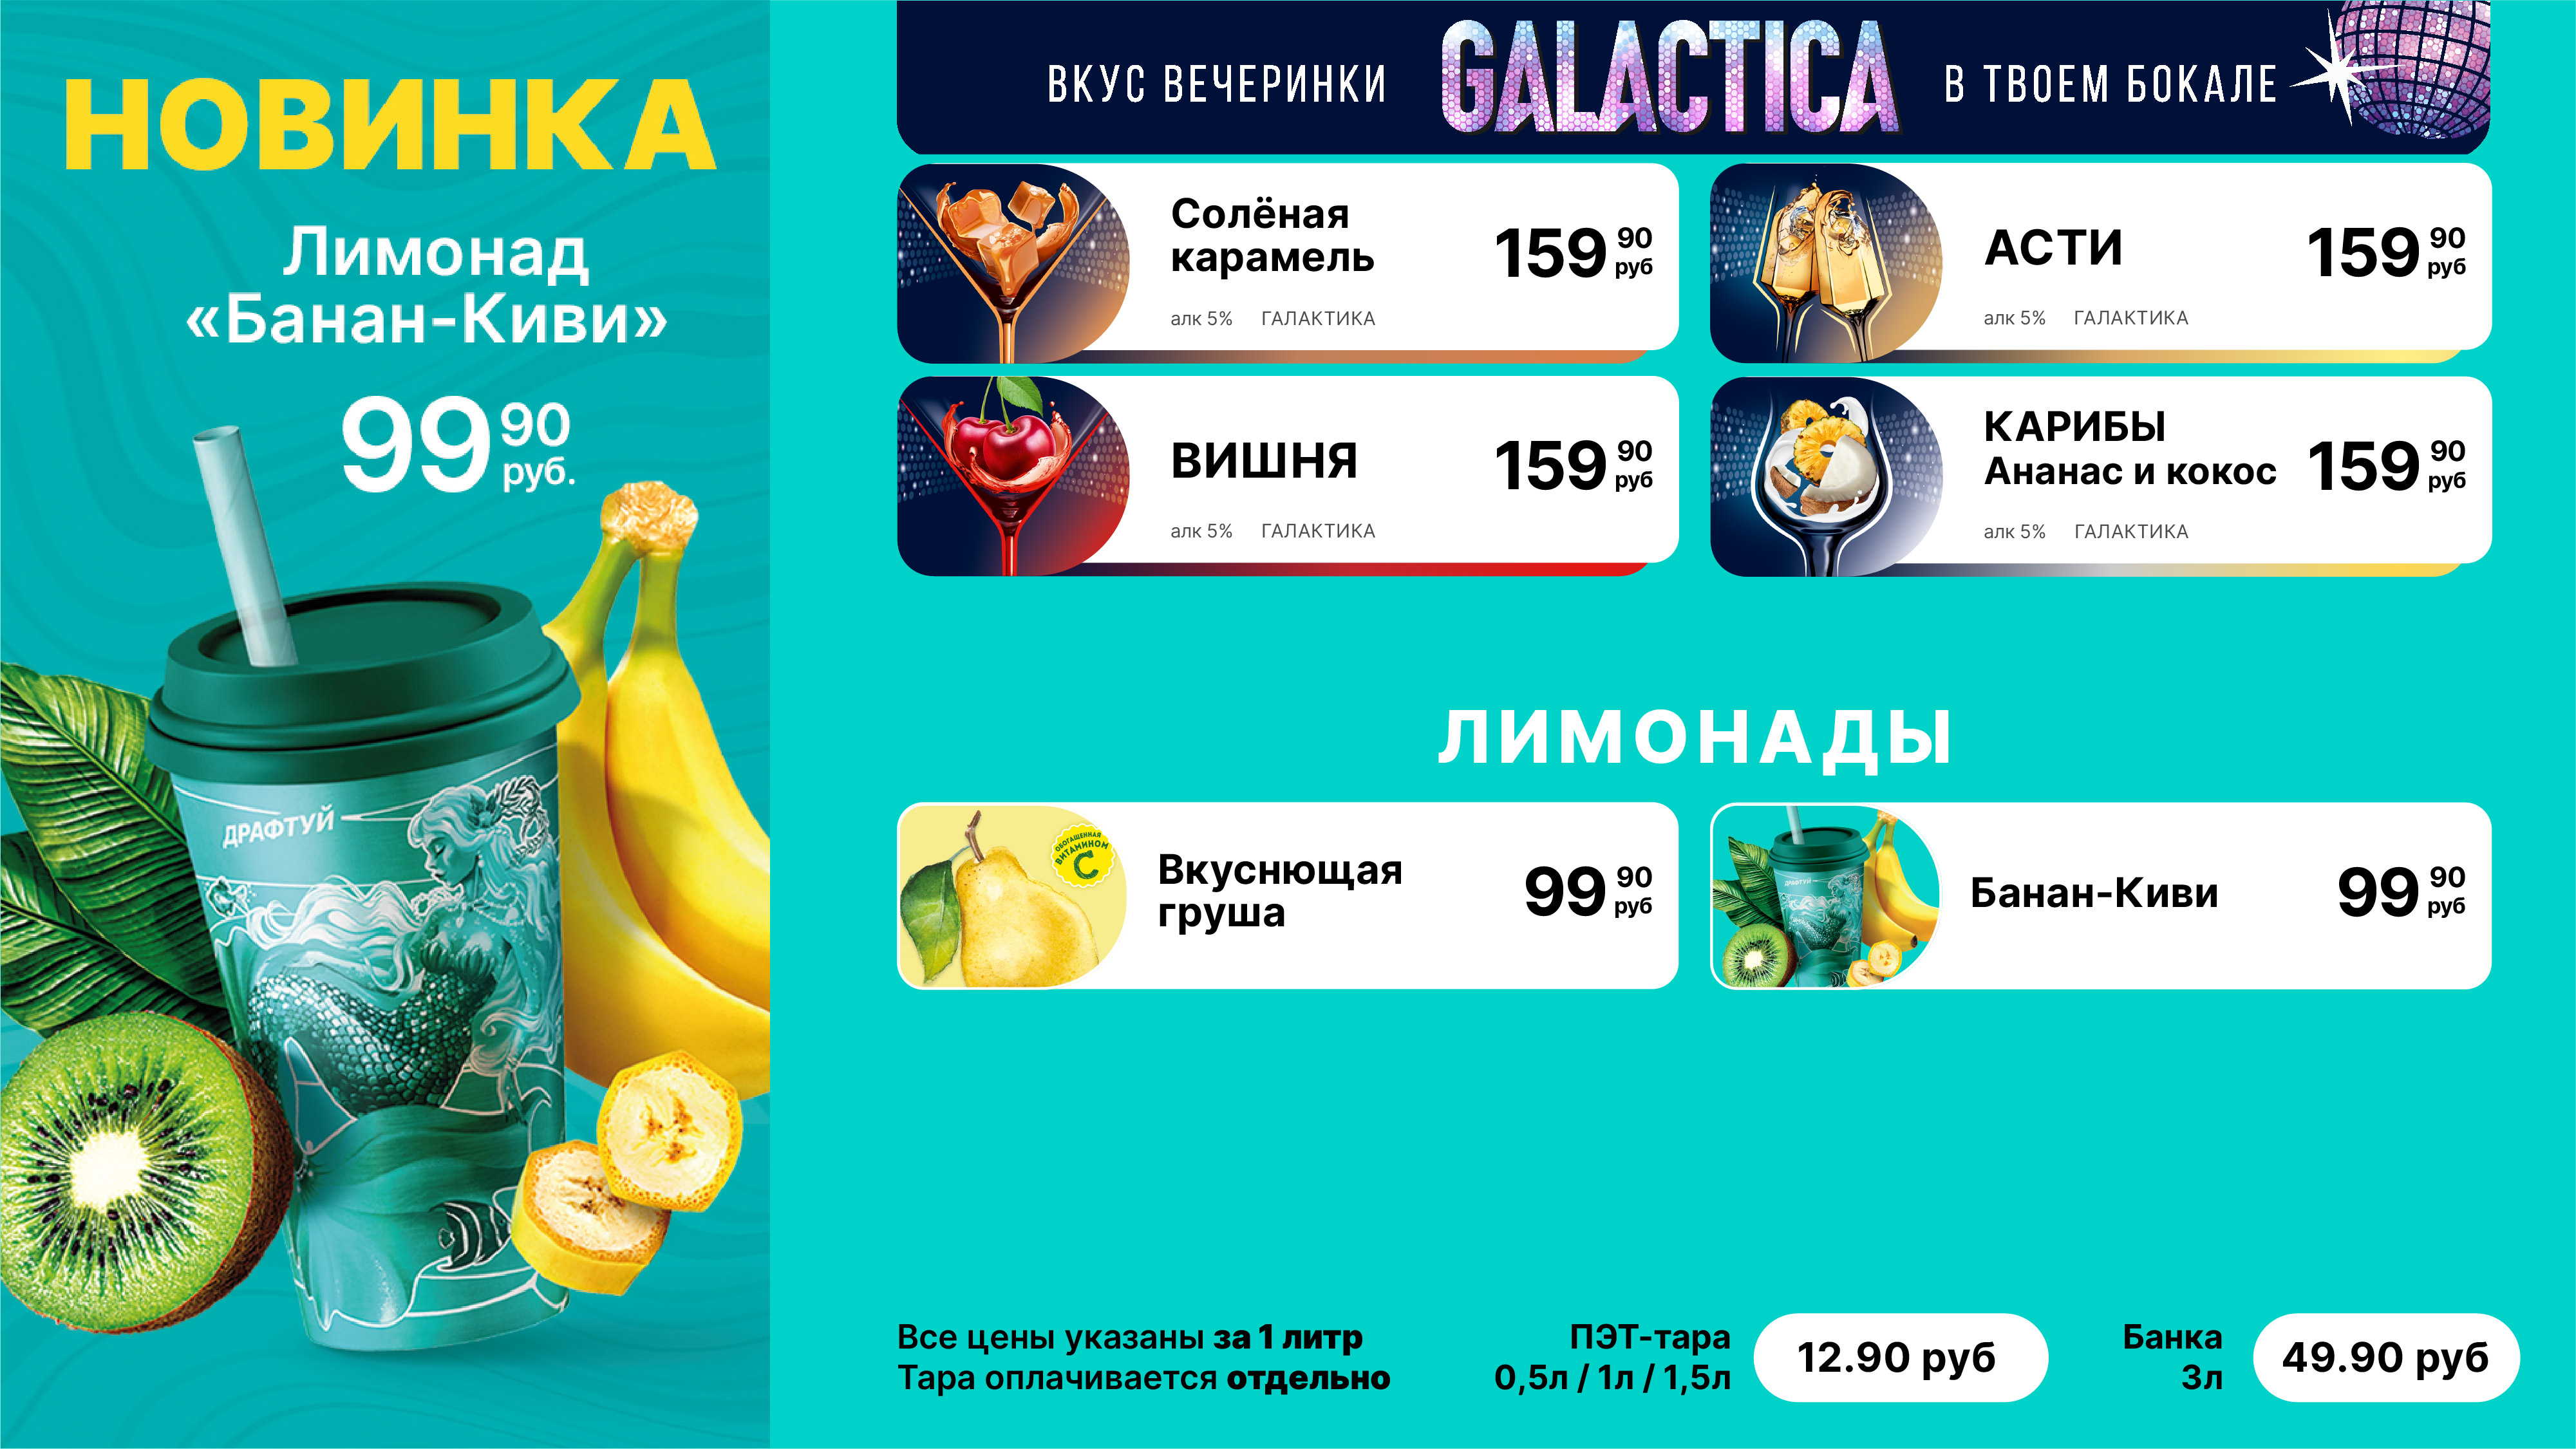 НОВИНКА
Лимонад
«Банан-Киви»
99 90
руб.
ДРАФТУЙ
ВКУС ВЕЧЕРИНКИ GALACTICA В ТВОЕМ БОКАЛЕ
Солёная
карамель
159 90
руб
алк 5% ГАЛАКТИКА
АСТИ
159 90
руб
алк 5% ГАЛАКТИКА
ВИШНЯ
159 90
руб
алк 5% ГАЛАКТИКА
КАРИБЫ
Ананас и кокос
159 90
руб
алк 5% ГАЛАКТИКА
ЛИМОНАДЫ
ОБОГАЩЕННАЯ
ВИТАМИНОМ
С
Вкуснющая
груша
99 90
руб
ДРАФТУЙ
Банан-Киви
99 90
руб
Все цены указаны за 1 литр
Тара оплачивается отдельно
ПЭТ-тара
0,5л / 1л / 1,5л
12.90 руб
Банка
3л
49.90 руб